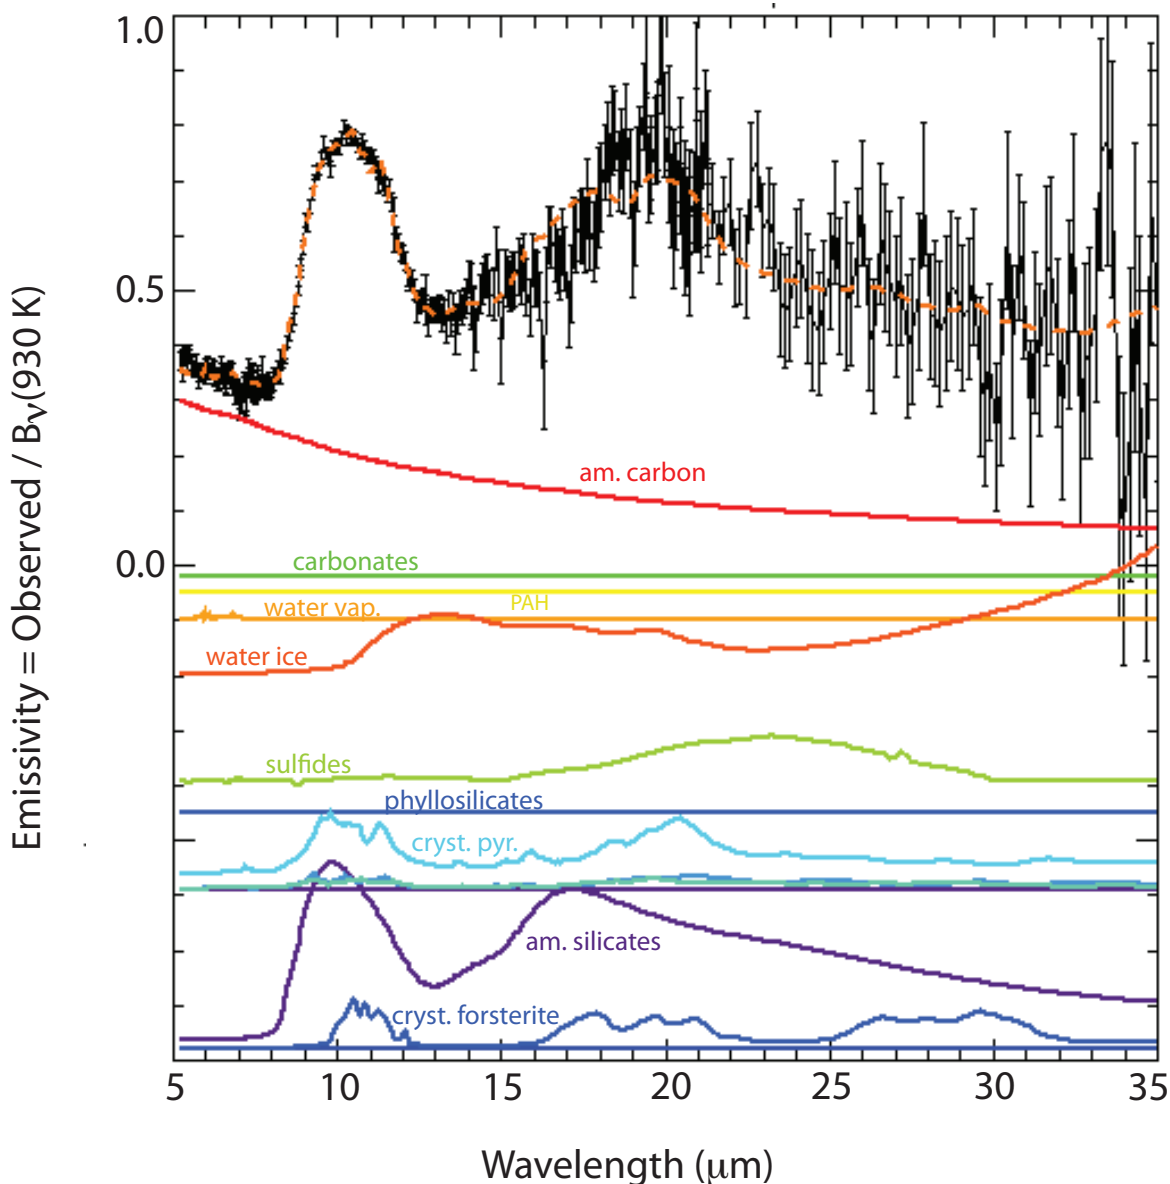 1.0
0.5
0.0
Emissivity = Observed / Bν(930 K)
am. carbon
carbonates
PAH
water vap.
water ice
sulfides
phyllosilicates
cryst. pyr.
am. silicates
cryst. forsterite
5 10 15 20 25 30 35
Wavelength (μm)